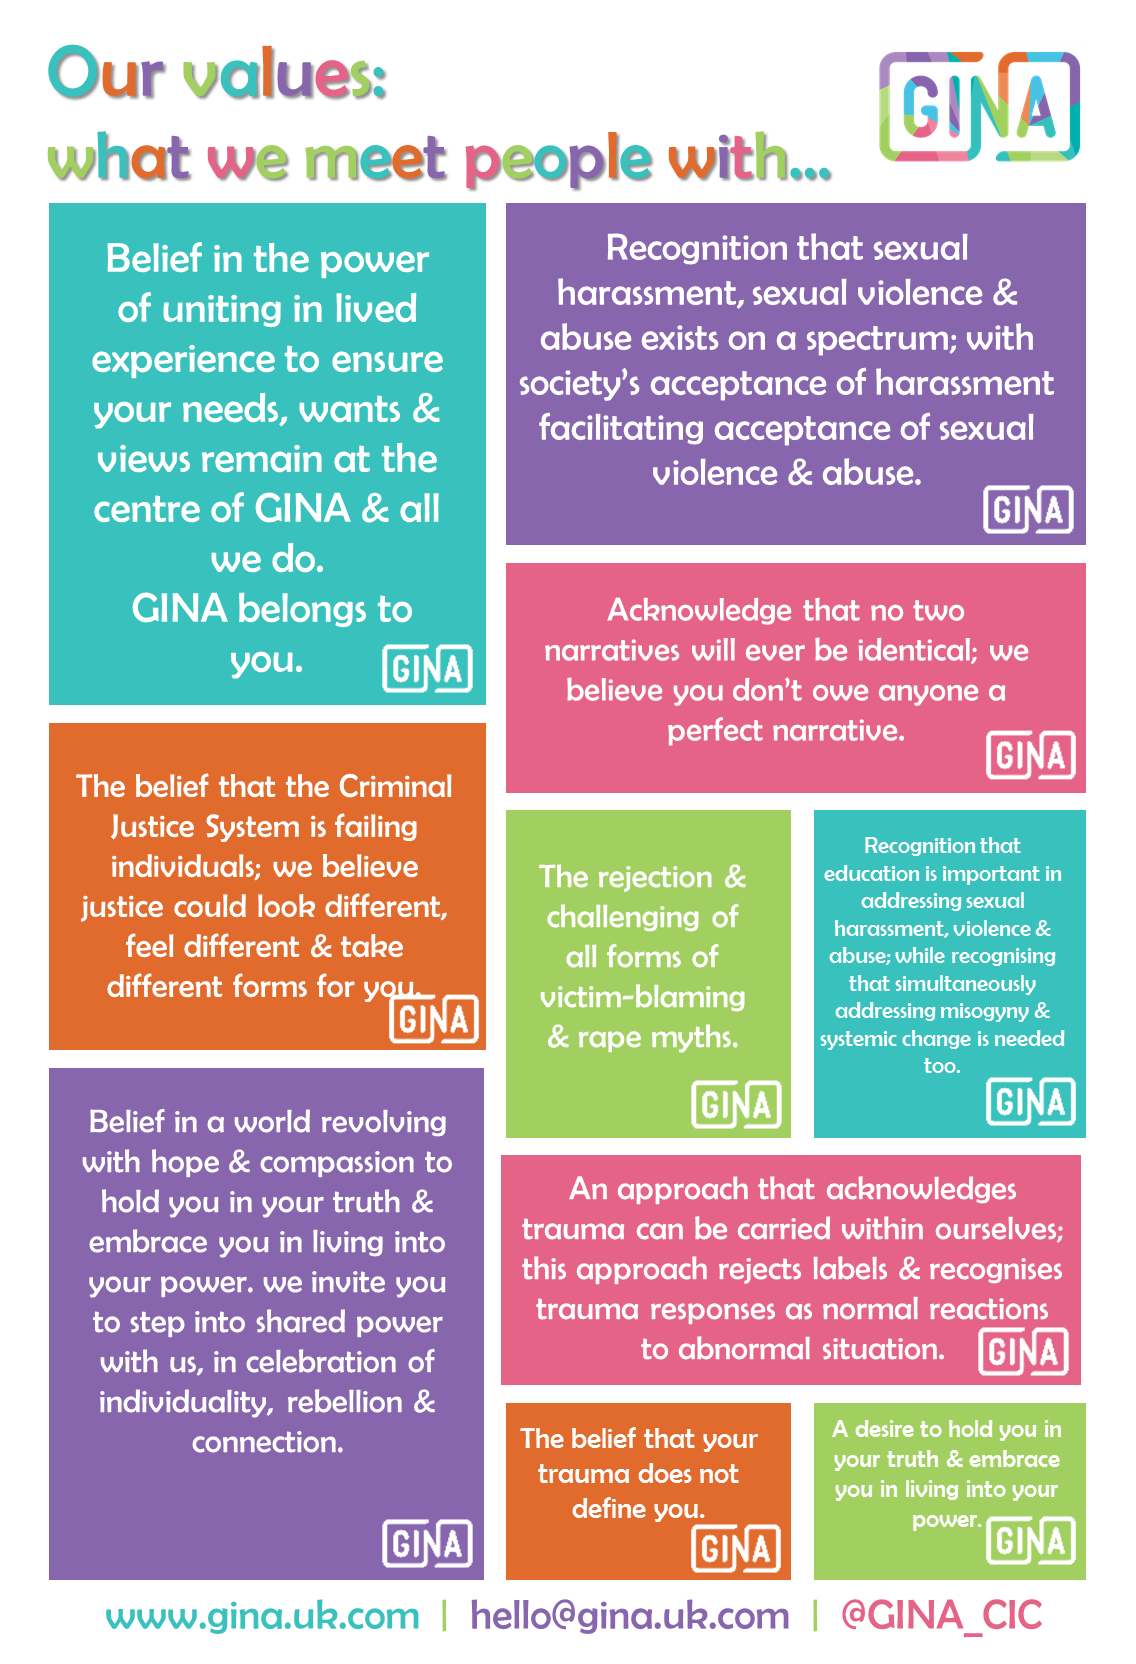 Our values:
what we meet people with...
GINA
Belief in the power
of uniting in lived
experience to ensure
your needs, wants &
views remain at the
centre of GINA & all
we do.
GINA belongs to
you.
GINA
Recognition that sexual
harassment, sexual violence &
abuse exists on a spectrum; with
society's acceptance of harassment
facilitating acceptance of sexual
violence & abuse.
GINA
Acknowledge that no two
narratives will ever be identical; we
believe you don't owe anyone a
perfect narrative.
GINA
The belief that the Criminal
Justice System is failing
individuals; we believe
justice could look different,
feel different & take
different forms for you.
GINA
The rejection &
challenging of
all forms of
victim-blaming
& rape myths.
GINA
Recognition that
education is important in
addressing sexual
harassment, violence &
abuse; while recognising
that simultaneously
addressing misogyny &
systemic change is needed
too.
GINA
Belief in a world revolving
with hope & compassion to
hold you in your truth &
embrace you in living into
your power. we invite you
to step into shared power
with us, in celebration of
individuality, rebellion &
connection.
GINA
An approach that acknowledges
trauma can be carried within ourselves;
this approach rejects labels & recognises
trauma responses as normal reactions
to abnormal situation.
GINA
The belief that your
trauma does not
define you.
GINA
A desire to hold you in
your truth & embrace
you in living into your
power.
GINA
www.gina.uk.com | hello@gina.uk.com | @GINA_CIC